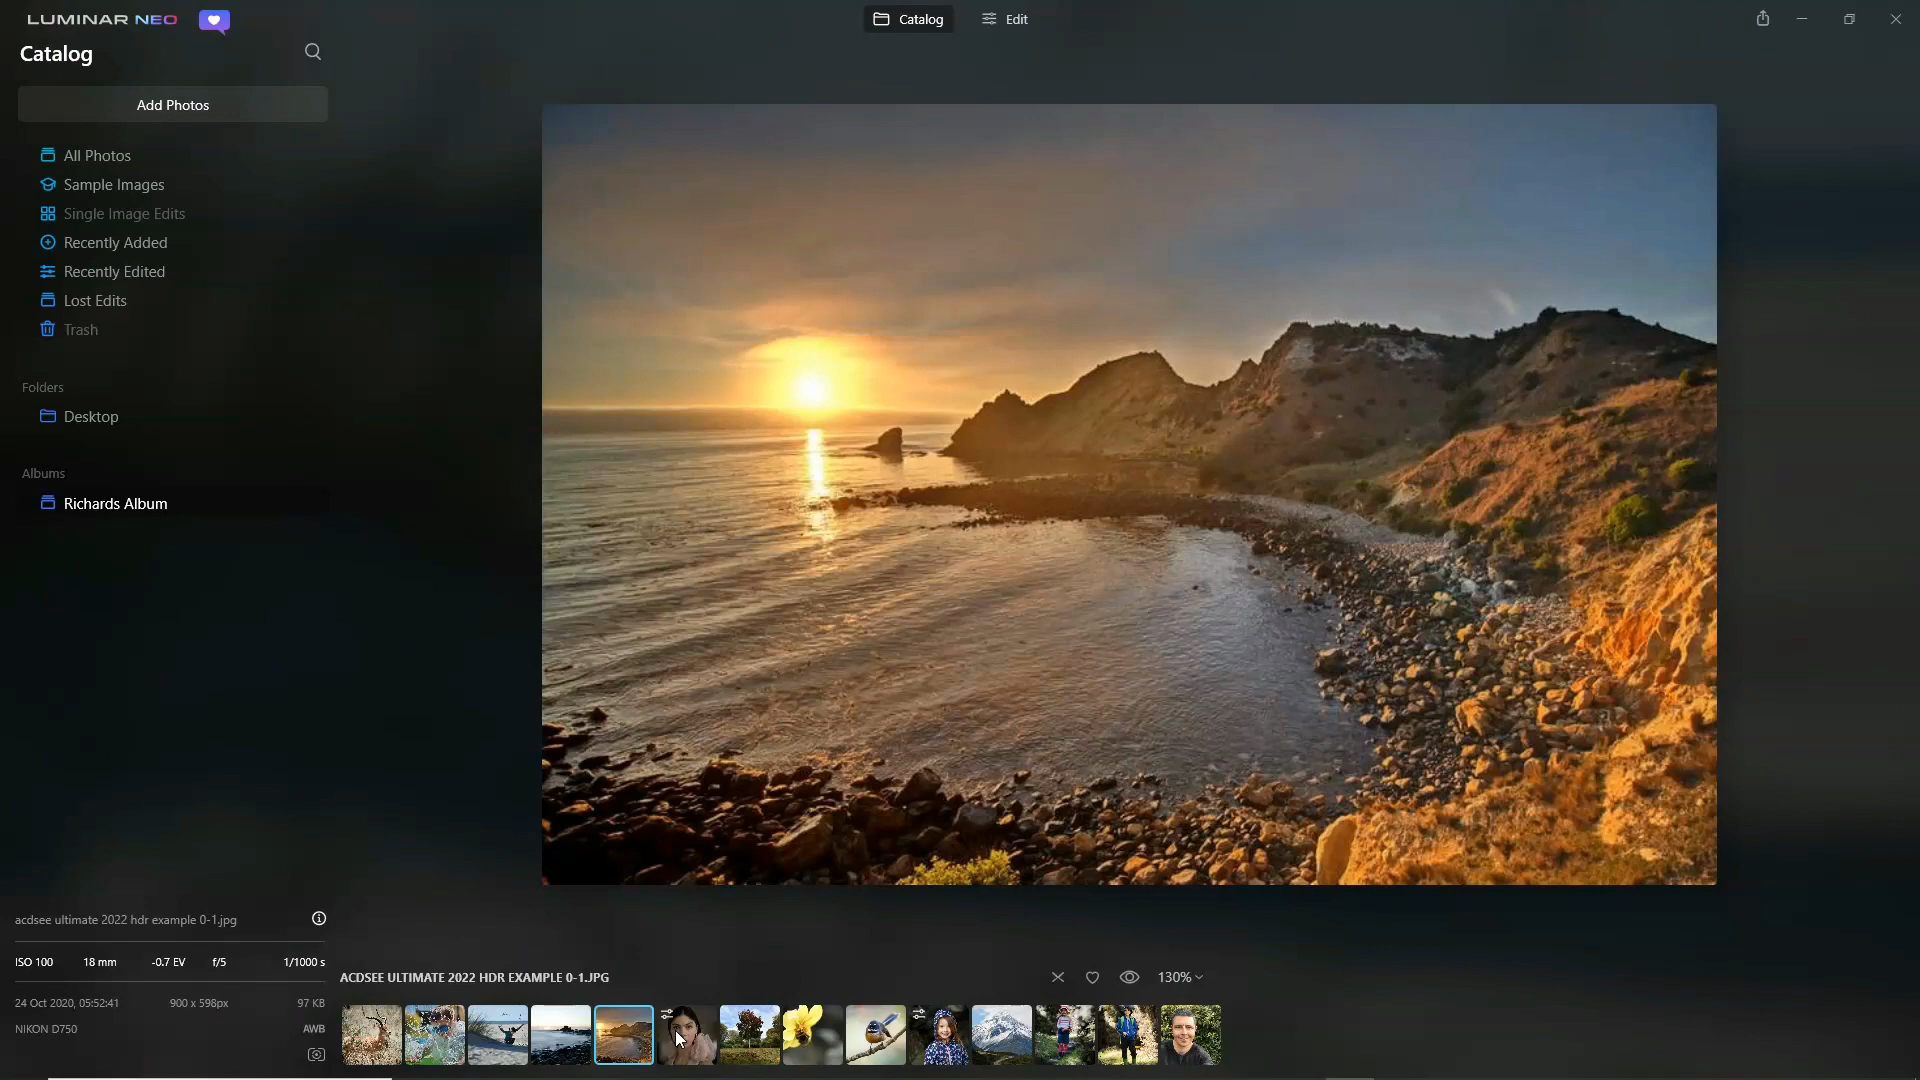 LUMINAR NEO
Catalog
Edit
Catalog
Add Photos
All Photos
Sample Images
Single Image Edits
Recently Added
Recently Edited
Lost Edits
Trash
Folders
Desktop
Albums
Richards Album
acdsee ultimate 2022 hdr example 0-1.jpg
ISO 100 18 mm -0.7 EV f/5 1/1000 s
24 Oct 2020, 05:52:41 900 x 598px 97 KB
NIKON D750 AWB
ACDSEE ULTIMATE 2022 HDR EXAMPLE 0-1.JPG
130%